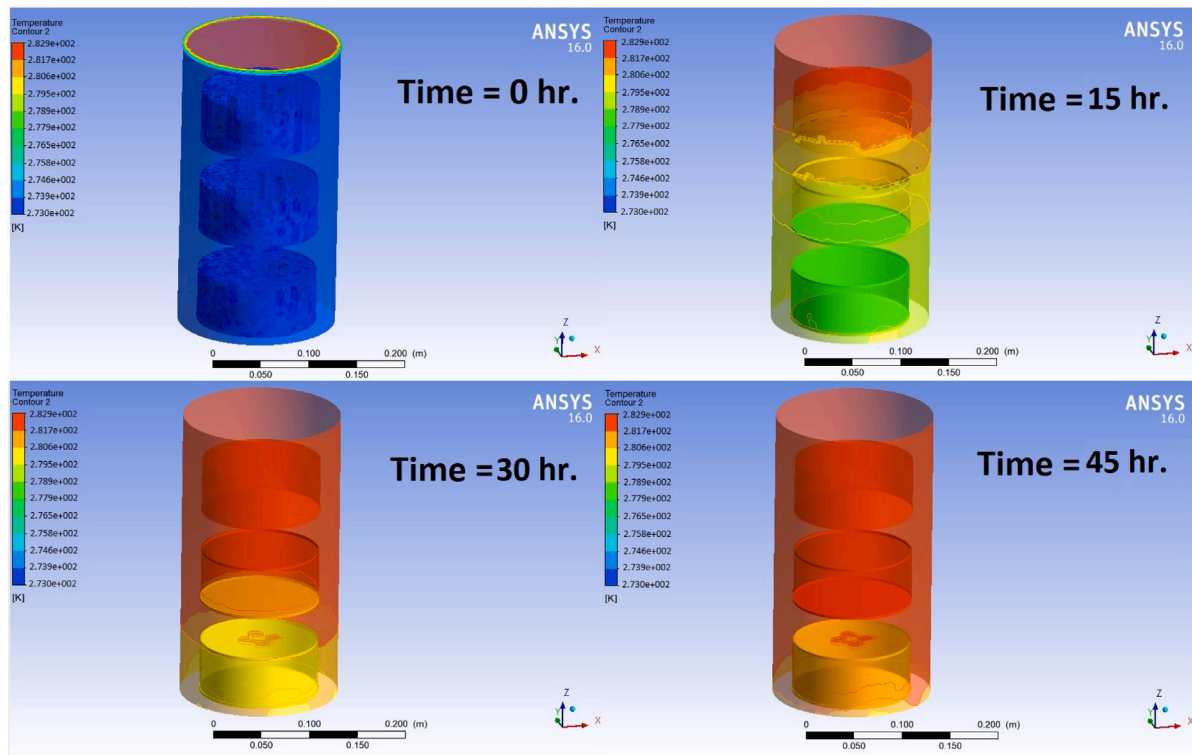 Temperature
Contour 2
2.829e+002
2.817e+002
2.806e+002
2.795e+002
2.789e+002
2.779e+002
2.765e+002
2.758e+002
2.746e+002
2.739e+002
2.730e+002
[K]
ANSYS
16.0
Time = 0 hr.
0 0.100 0.200 (m)
0.050 0.150
Z
Y
X
Temperature
Contour 2
2.829e+002
2.817e+002
2.806e+002
2.795e+002
2.789e+002
2.779e+002
2.765e+002
2.758e+002
2.746e+002
2.739e+002
2.730e+002
[K]
ANSYS
16.0
Time = 15 hr.
0 0.100 0.200 (m)
0.050 0.150
Z
Y
X
Temperature
Contour 2
2.829e+002
2.817e+002
2.806e+002
2.795e+002
2.789e+002
2.779e+002
2.765e+002
2.758e+002
2.746e+002
2.739e+002
2.730e+002
[K]
ANSYS
16.0
Time = 30 hr.
0 0.100 0.200 (m)
0.050 0.150
Z
Y
X
Temperature
Contour 2
2.829e+002
2.817e+002
2.806e+002
2.795e+002
2.789e+002
2.779e+002
2.765e+002
2.758e+002
2.746e+002
2.739e+002
2.730e+002
[K]
ANSYS
16.0
Time = 45 hr.
0 0.100 0.200 (m)
0.050 0.150
Z
Y
X